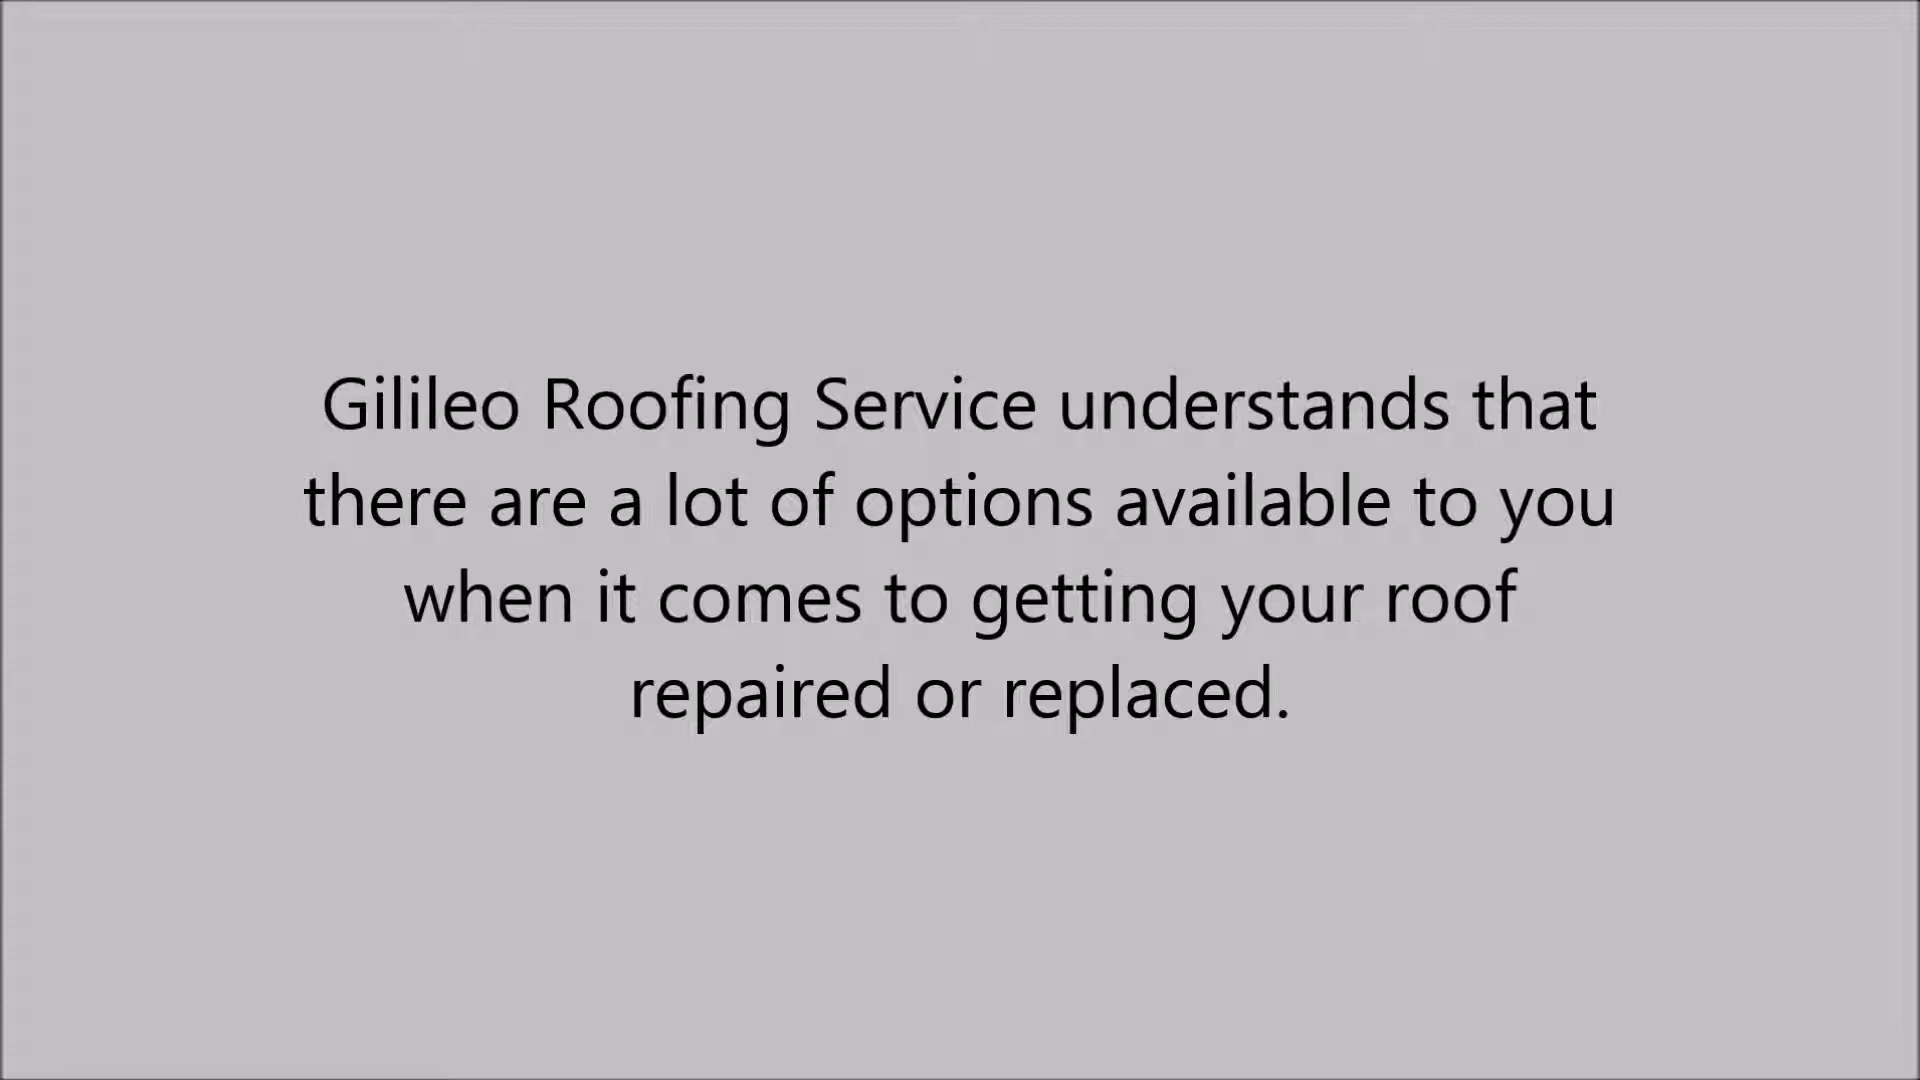 Gilileo Roofing Service understands that
there are a lot of options available to you
when it comes to getting your roof
repaired or replaced.